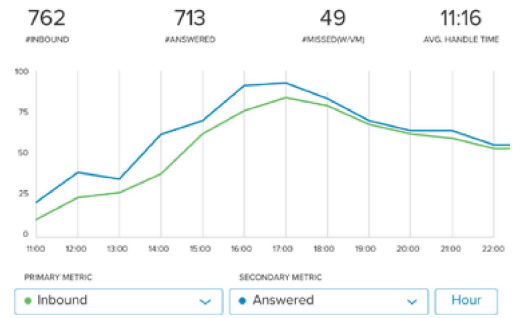 762 713 49 11:16
#INBOUND #ANSWERED #MISSED(W/VM) AVG. HANDLE TIME
100
75
50
25
0
11:00 12:00 13:00 14:00 15:00 16:00 17:00 18:00 19:00 20:00 21:00 22:00
PRIMARY METRIC SECONDARY METRIC
Inbound Answered Hour